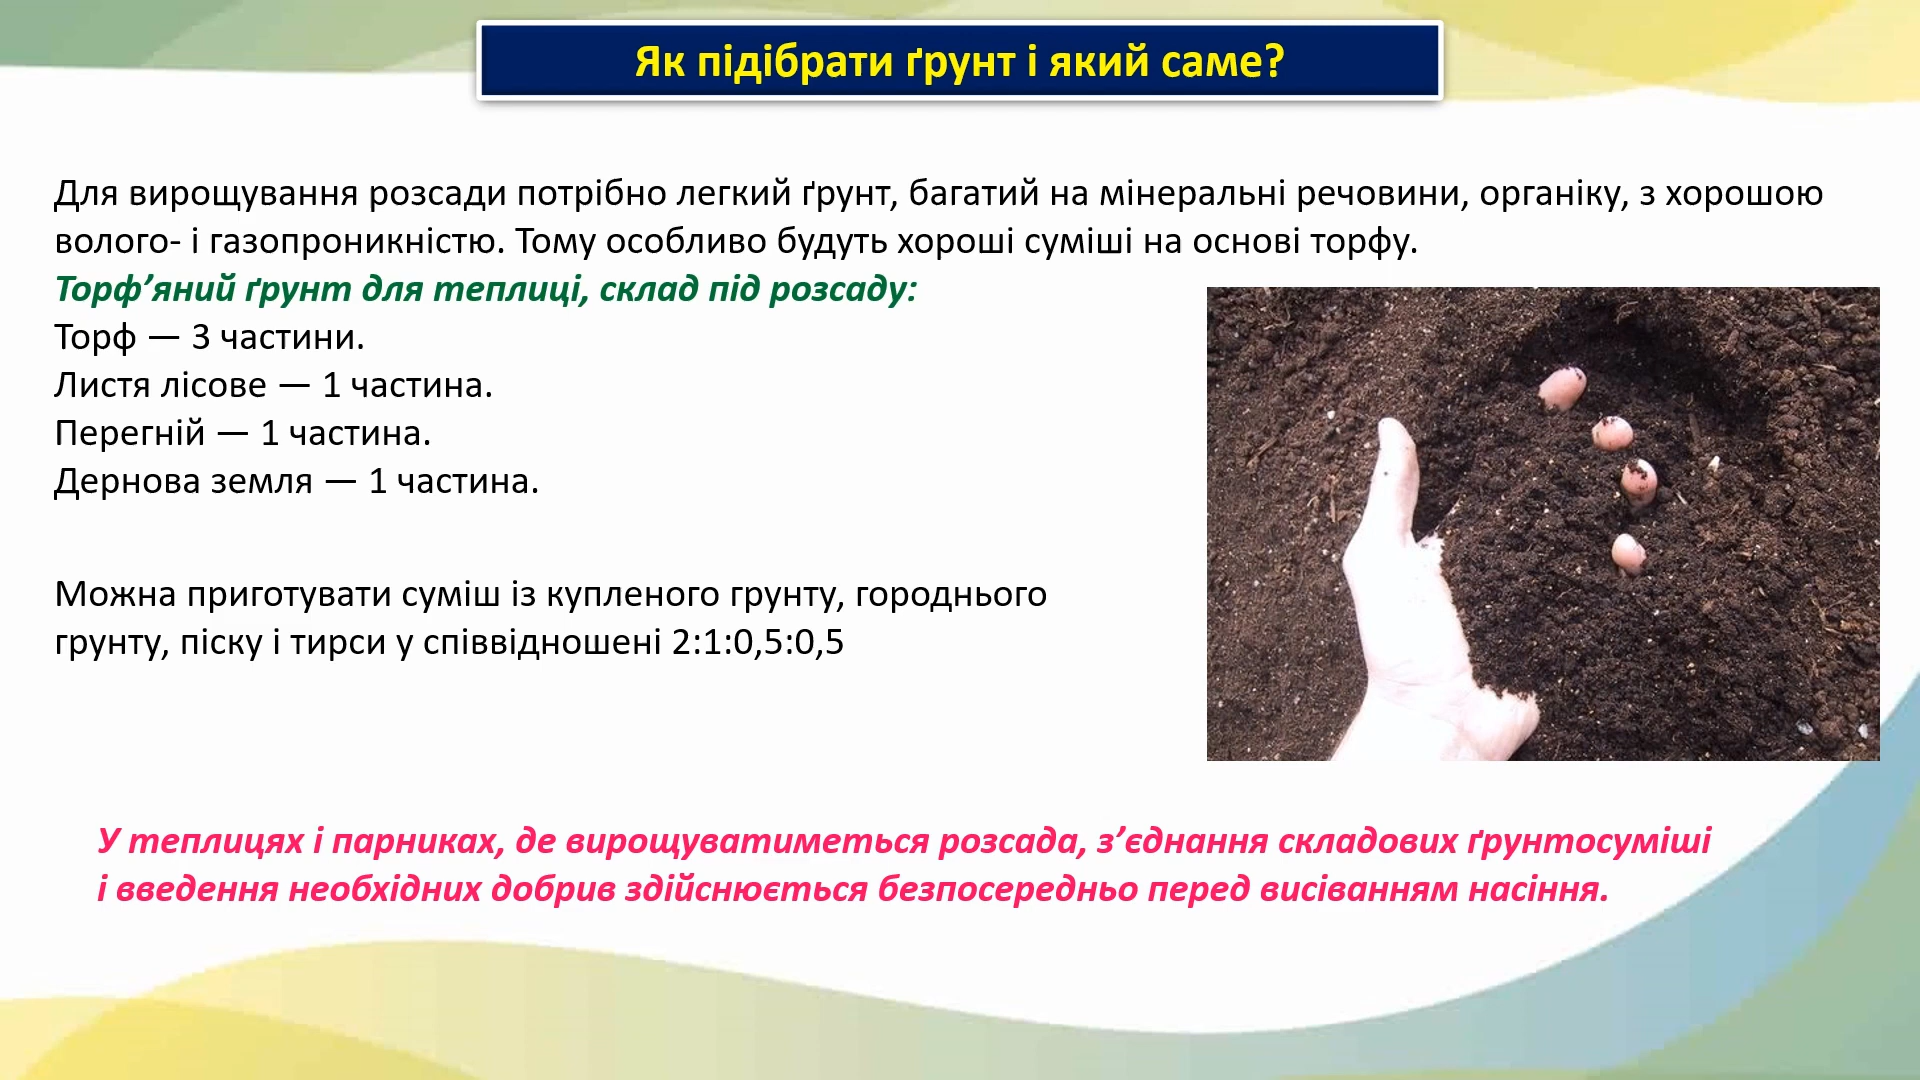 Як підібрати ґрунт і який саме?
Для вирощування розсади потрібно легкий ґрунт, багатий на мінеральні речовини, органіку, з хорошою
волого- і газопроникністю. Тому особливо будуть хороші суміші на основі торфу.
Торф’яний ґрунт для теплиці, склад під розсаду:
Торф — 3 частини.
Листя лісове — 1 частина.
Перегній — 1 частина.
Дернова земля — 1 частина.
Можна приготувати суміш із купленого грунту, городнього
грунту, піску і тирси у співвідношені 2:1:0,5:0,5
У теплицях і парниках, де вирощуватиметься розсада, з’єднання складових ґрунтосуміші
і введення необхідних добрив здійснюється безпосередньо перед висіванням насіння.